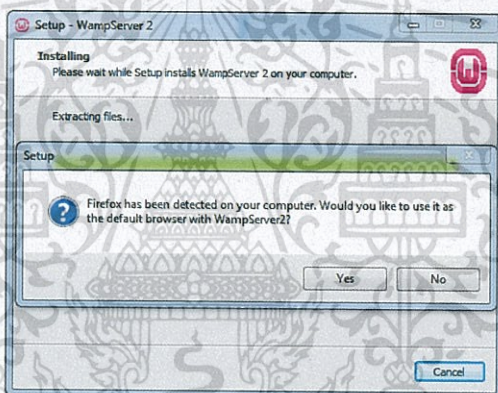 Setup - WampServer 2
Installing
Please wait while Setup installs WampServer 2 on your computer.
Extracting files...
Setup
Firefox has been detected on your computer. Would you like to use it as
the default browser with WampServer2?
Yes
No
Cancel